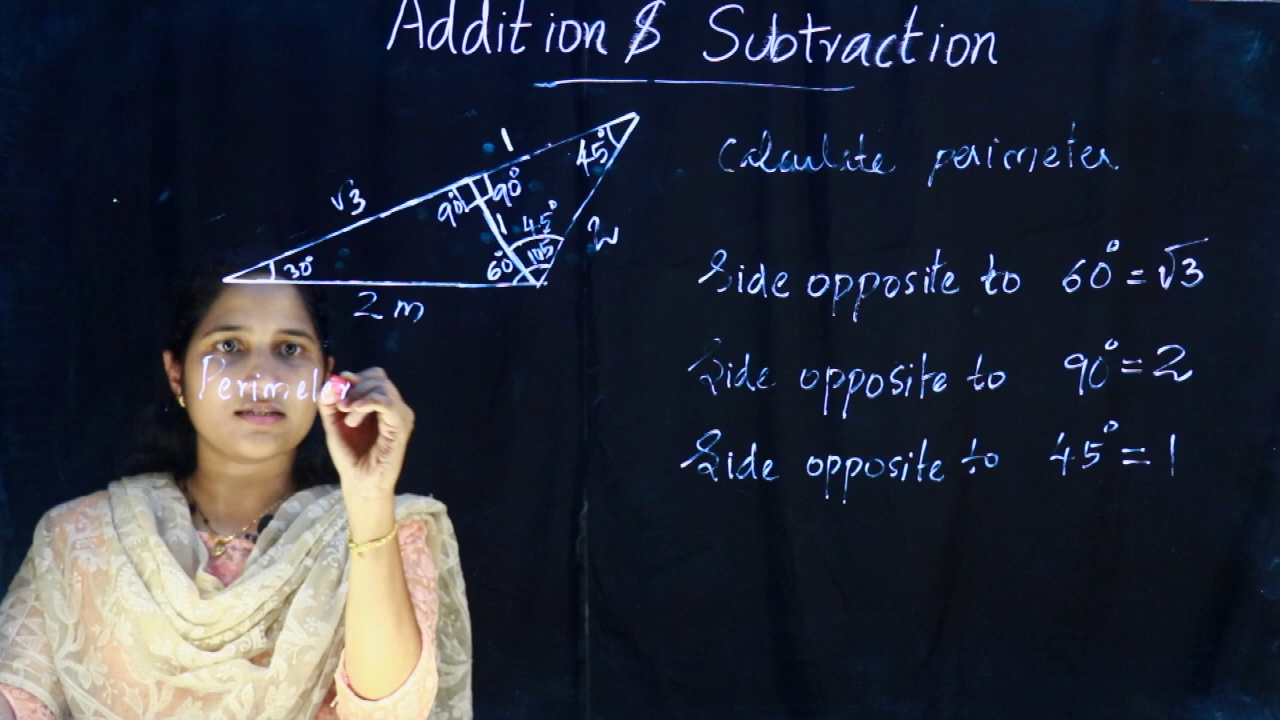 Addition & Subtraction
Calculate perimeter
1
45°
√3
90°
90°
1
45°
2
30°
60°
105
2 m
Side opposite to 60° = √3
Perimeter
Side opposite to 90° = 2
Side opposite to 45° = 1